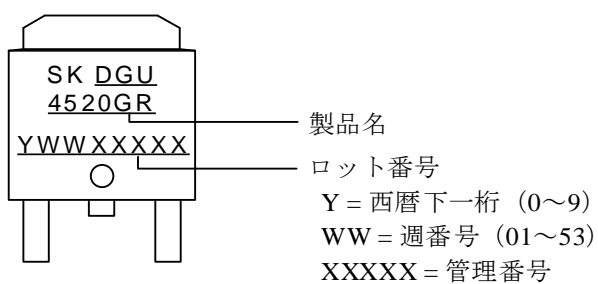 SK DGU
4520GR
YWWXXXXX
製品名
ロット番号
Y = 西暦下一桁（0～9）
WW = 週番号（01～53）
XXXXX = 管理番号